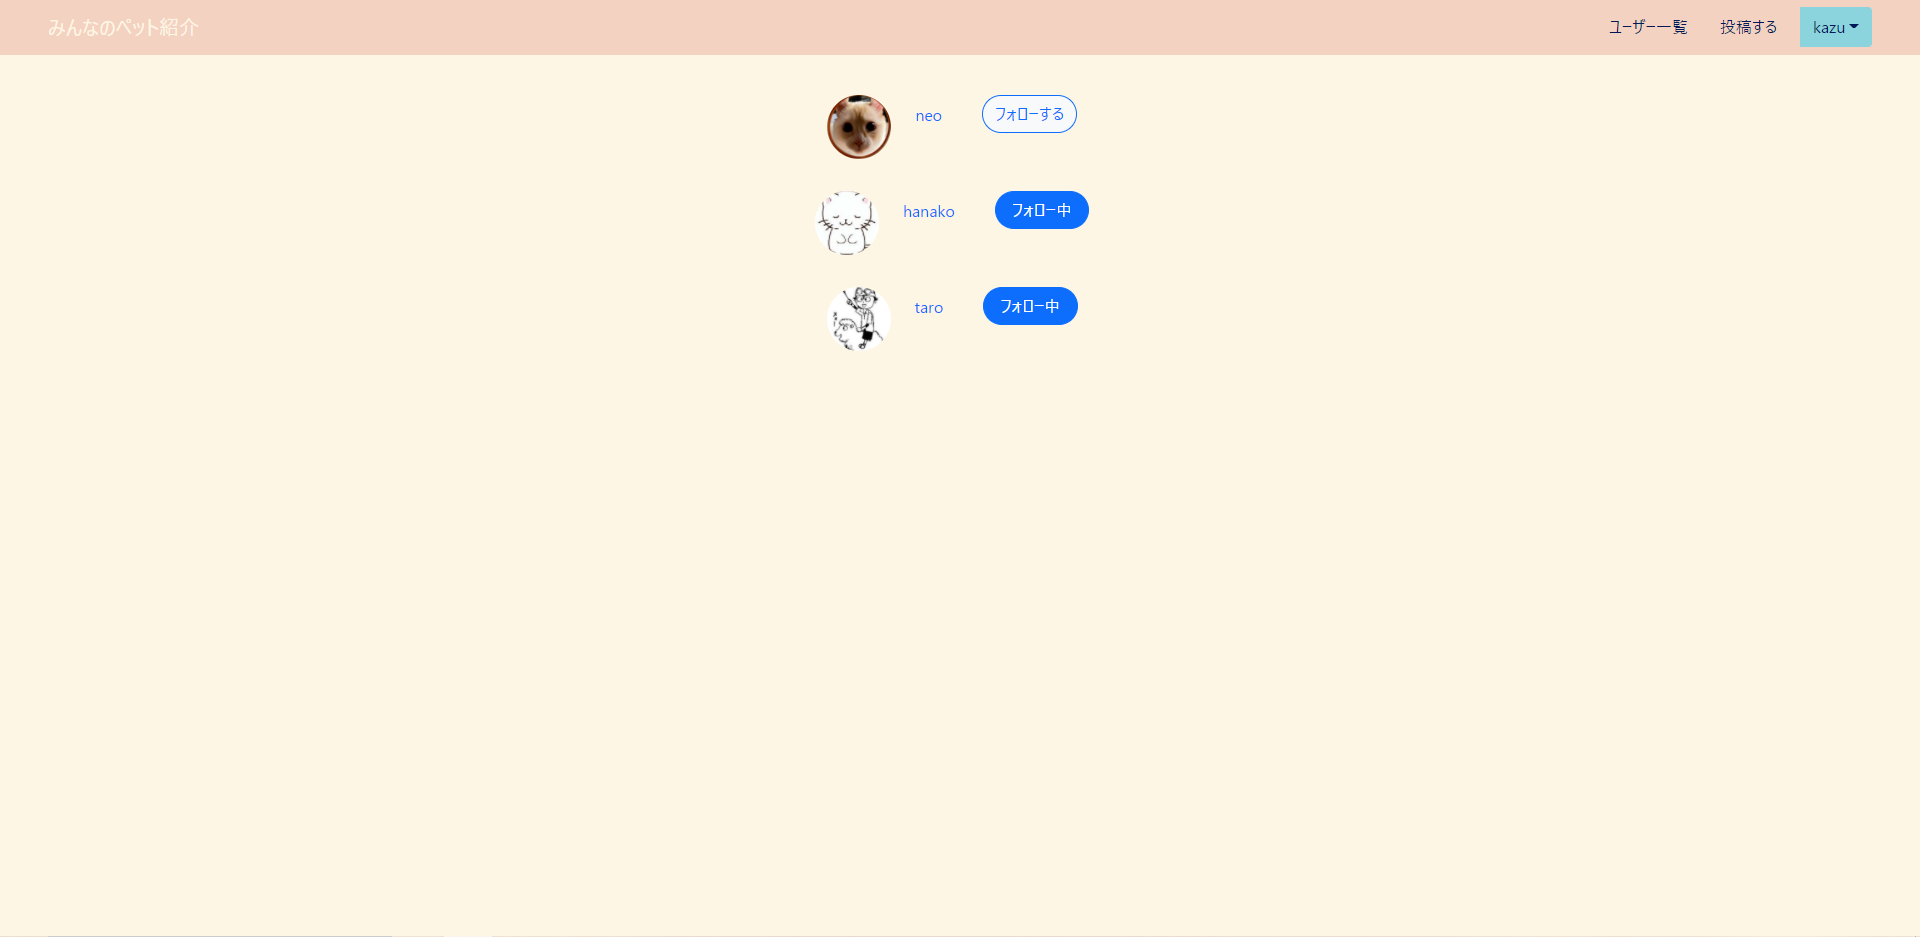 みんなのペット紹介
ユーザー一覧
投稿する
kazu
neo
フォローする
hanako
フォロー中
taro
フォロー中